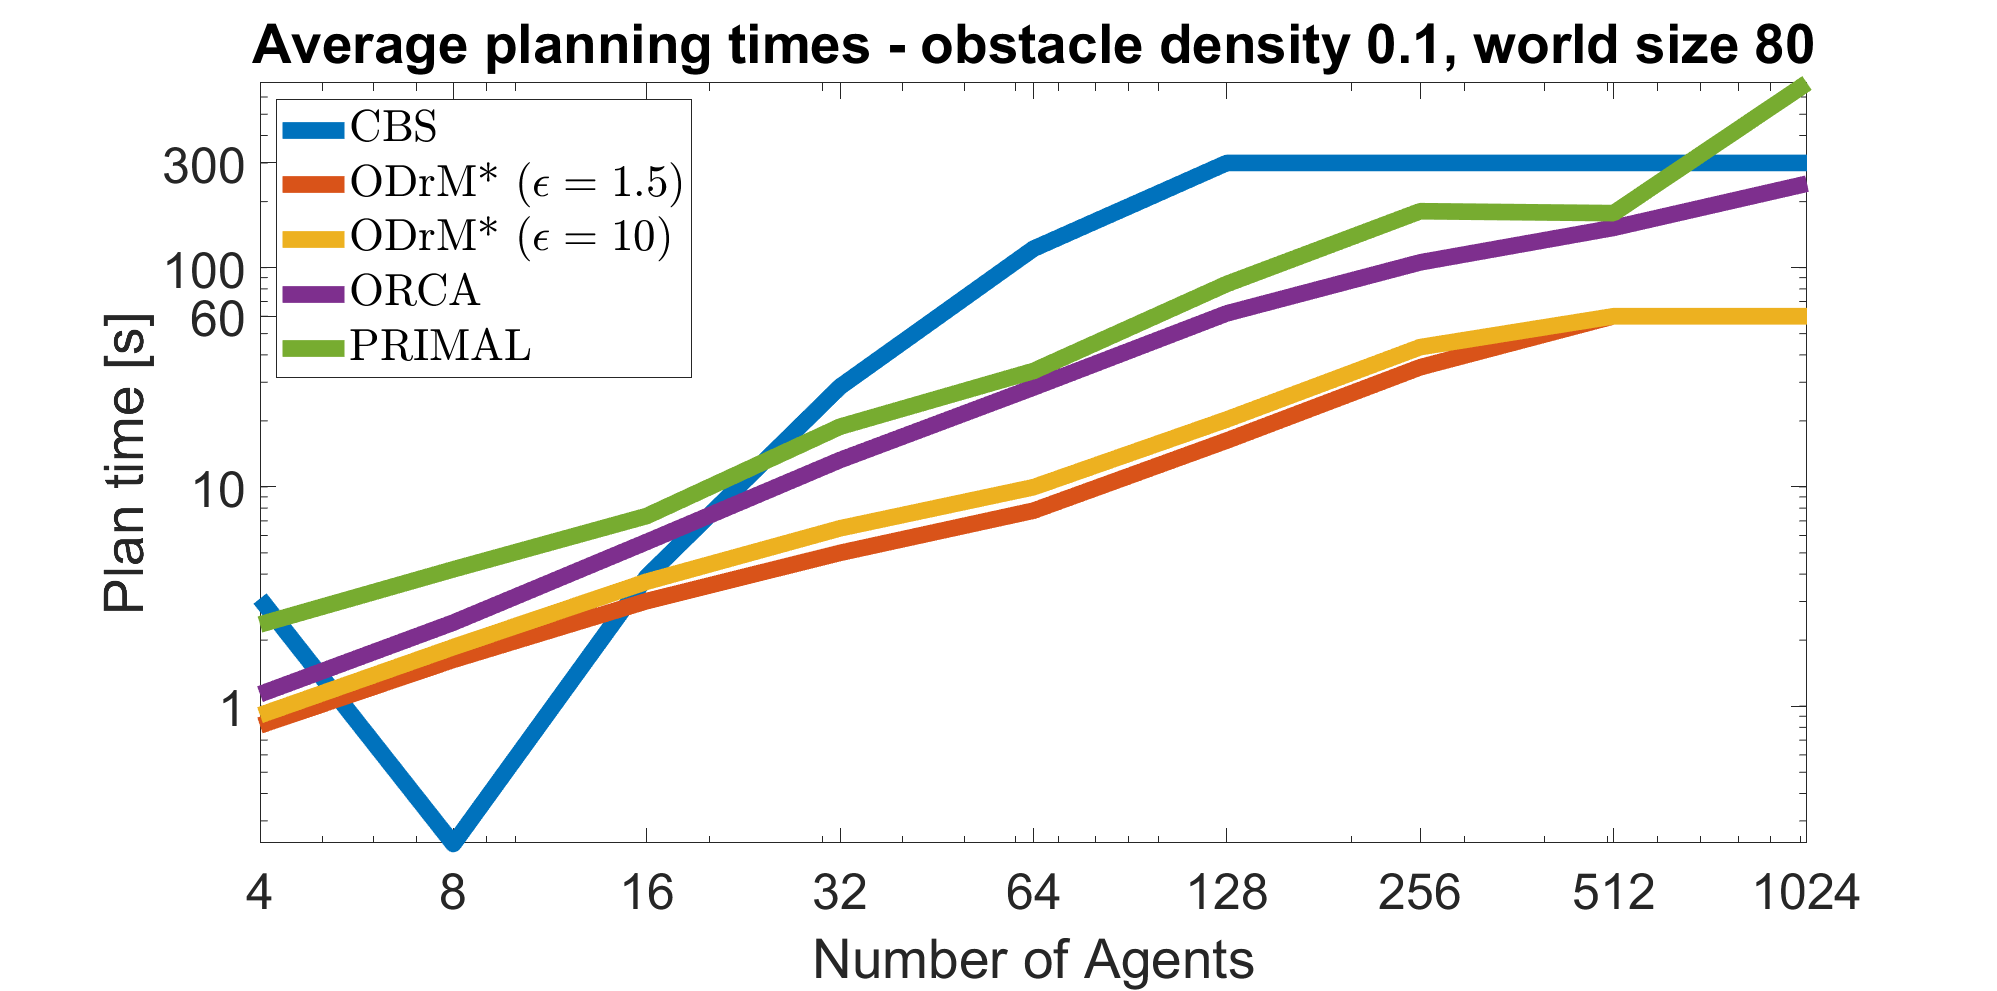 Average planning times - obstacle density 0.1, world size 80
CBS
ODrM* (ϵ = 1.5)
ODrM* (ϵ = 10)
ORCA
PRIMAL
Plan time [s]
300
100
60
10
1
4 8 16 32 64 128 256 512 1024
Number of Agents